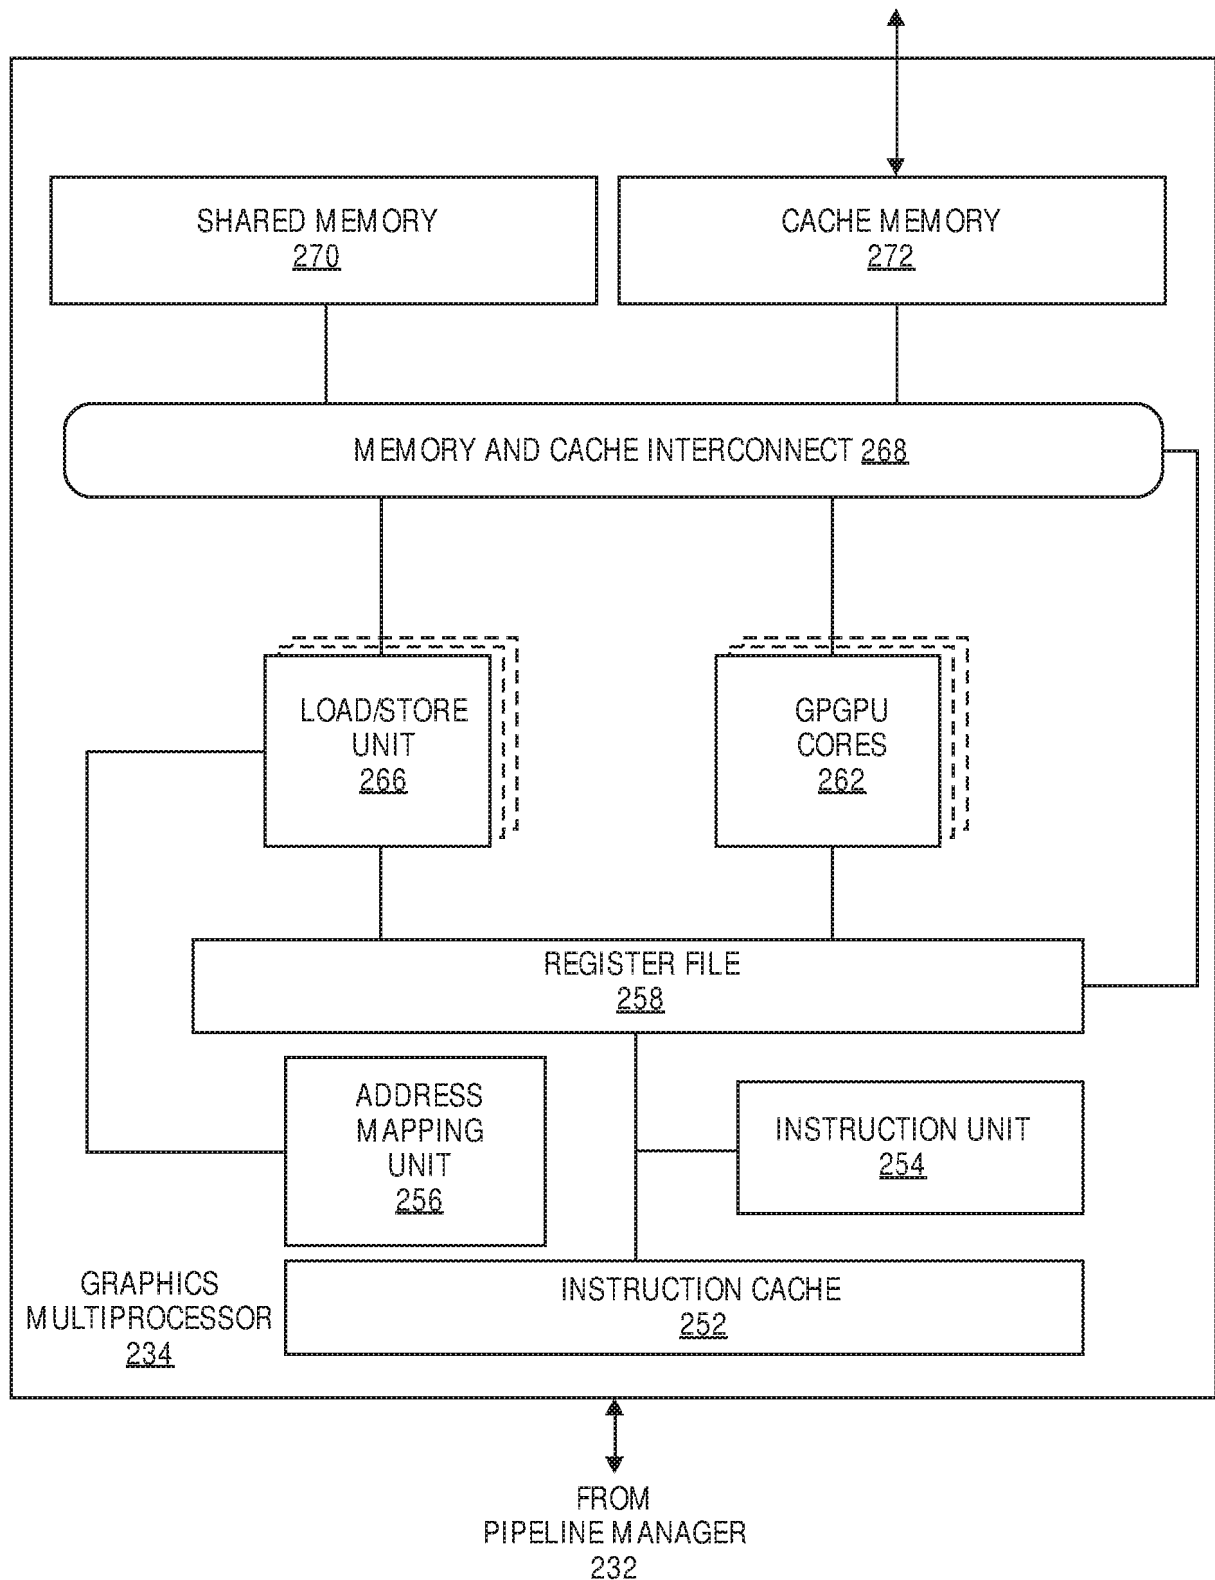 SHARED MEMORY
270
CACHE MEMORY
272
MEMORY AND CACHE INTERCONNECT 268
LOAD/STORE
UNIT
266
GPGPU
CORES
262
REGISTER FILE
258
ADDRESS
MAPPING
UNIT
256
INSTRUCTION UNIT
254
GRAPHICS
MULTIPROCESSOR
234
INSTRUCTION CACHE
252
FROM
PIPELINE MANAGER
232